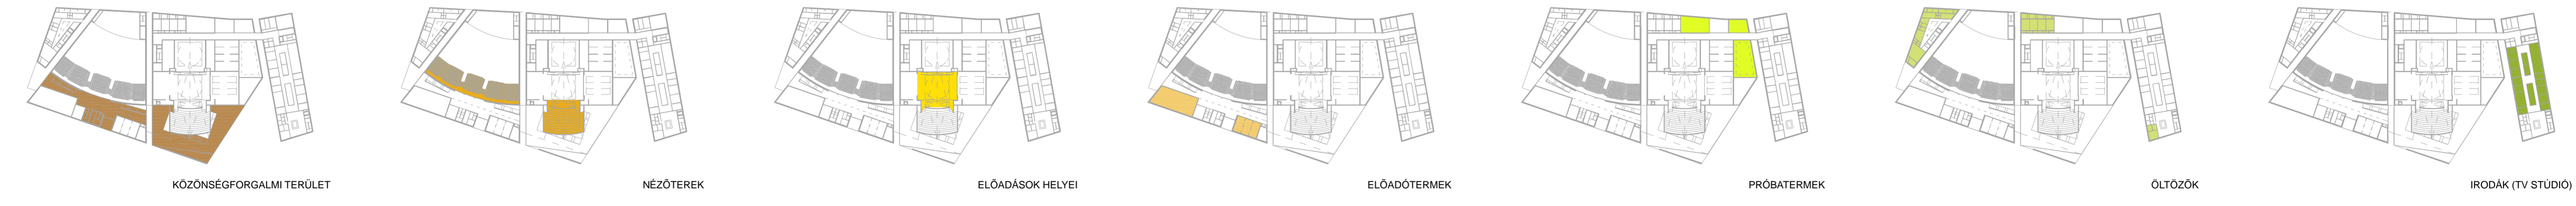 KÖZÖNSÉGFORGALMI TERÜLET
NÉZŐTEREK
ELŐADÁSOK HELYEI
ELŐADÓTERMEK
PRÓBATERMEK
ÖLTÖZŐK
IRODÁK (TV STÚDIÓ)